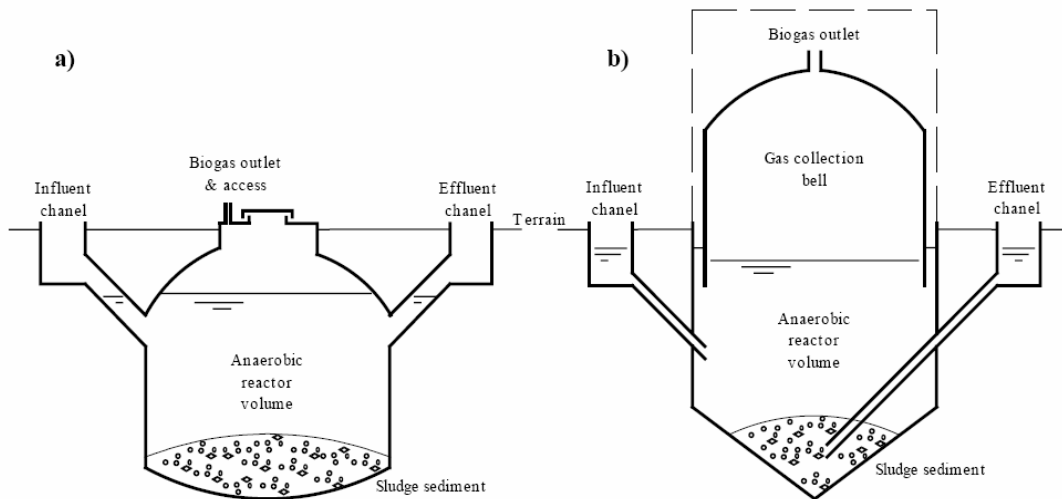 a)
Biogas outlet
& access
Influent
chanel
Effluent
chanel
Terrain
Anaerobic
reactor
volume
Sludge sediment
b)
Biogas outlet
Gas collection
bell
Influent
chanel
Effluent
chanel
Anaerobic
reactor
volume
Sludge sediment